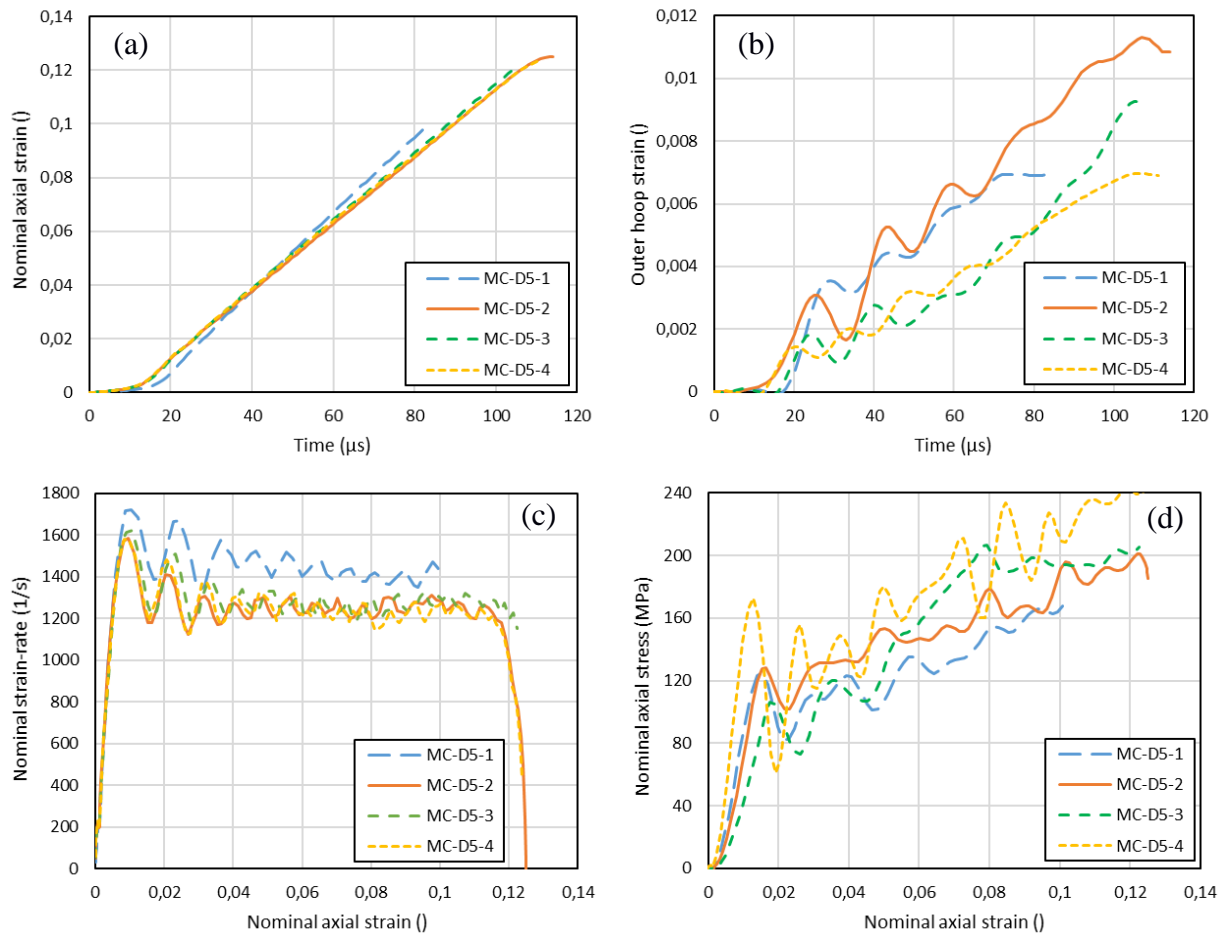 (a)
Nominal axial strain ()
0,14
0,12
0,1
0,08
0,06
0,04
0,02
0
MC-D5-1
MC-D5-2
MC-D5-3
MC-D5-4
0 20 40 60 80 100 120
Time (µs)
(b)
Outer hoop strain ()
0,012
0,01
0,008
0,006
0,004
0,002
0
MC-D5-1
MC-D5-2
MC-D5-3
MC-D5-4
0 20 40 60 80 100 120
Time (µs)
(c)
Nominal strain-rate (1/s)
1800
1600
1400
1200
1000
800
600
400
200
0
MC-D5-1
MC-D5-2
MC-D5-3
MC-D5-4
0 0,02 0,04 0,06 0,08 0,1 0,12 0,14
Nominal axial strain ()
(d)
Nominal axial stress (MPa)
240
200
160
120
80
40
0
MC-D5-1
MC-D5-2
MC-D5-3
MC-D5-4
0 0,02 0,04 0,06 0,08 0,1 0,12 0,14
Nominal axial strain ()